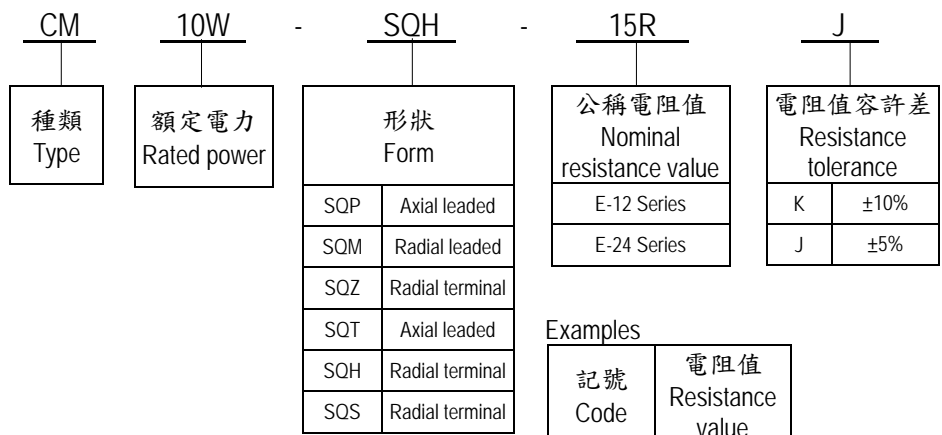 CM 10W - SQH - 15R J
種類
Type
額定電力
Rated power
形狀
Form
SQP Axial leaded
SQM Radial leaded
SQZ Radial terminal
SQT Axial leaded
SQH Radial terminal
SQS Radial terminal
公稱電阻值
Nominal
resistance value
E-12 Series
E-24 Series
電阻值容許差
Resistance
tolerance
K ±10%
J ±5%
Examples
記號
Code
電阻值
Resistance
value